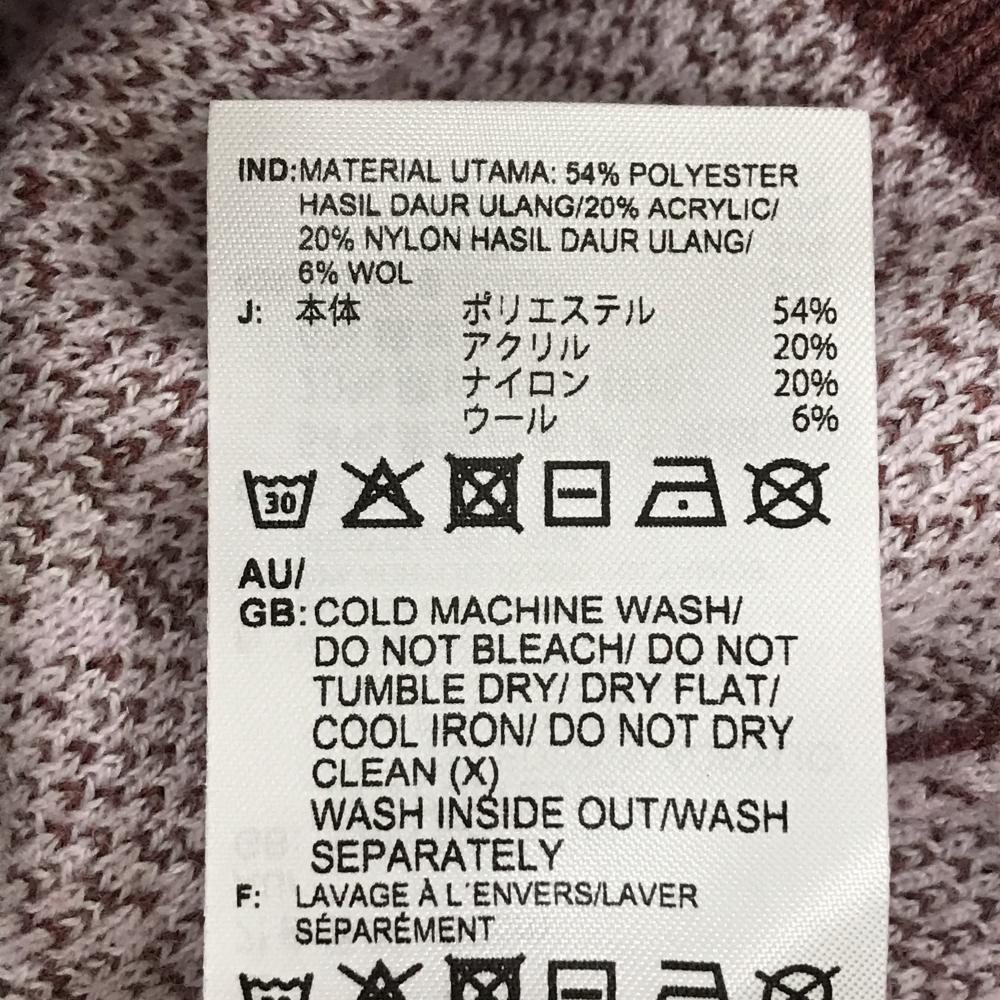 IND:MATERIAL UTAMA: 54% POLYESTER
HASIL DAUR ULANG/20% ACRYLIC/
20% NYLON HASIL DAUR ULANG/
6% WOL
J: 本体 ポリエステル 54%
アクリル 20%
ナイロン 20%
ウール 6%
30
AU/
GB: COLD MACHINE WASH/
DO NOT BLEACH/ DO NOT
TUMBLE DRY/ DRY FLAT/
COOL IRON/ DO NOT DRY
CLEAN (X)
WASH INSIDE OUT/WASH
SEPARATELY
F: LAVAGE À L´ENVERS/LAVER
SÉPARÉMENT